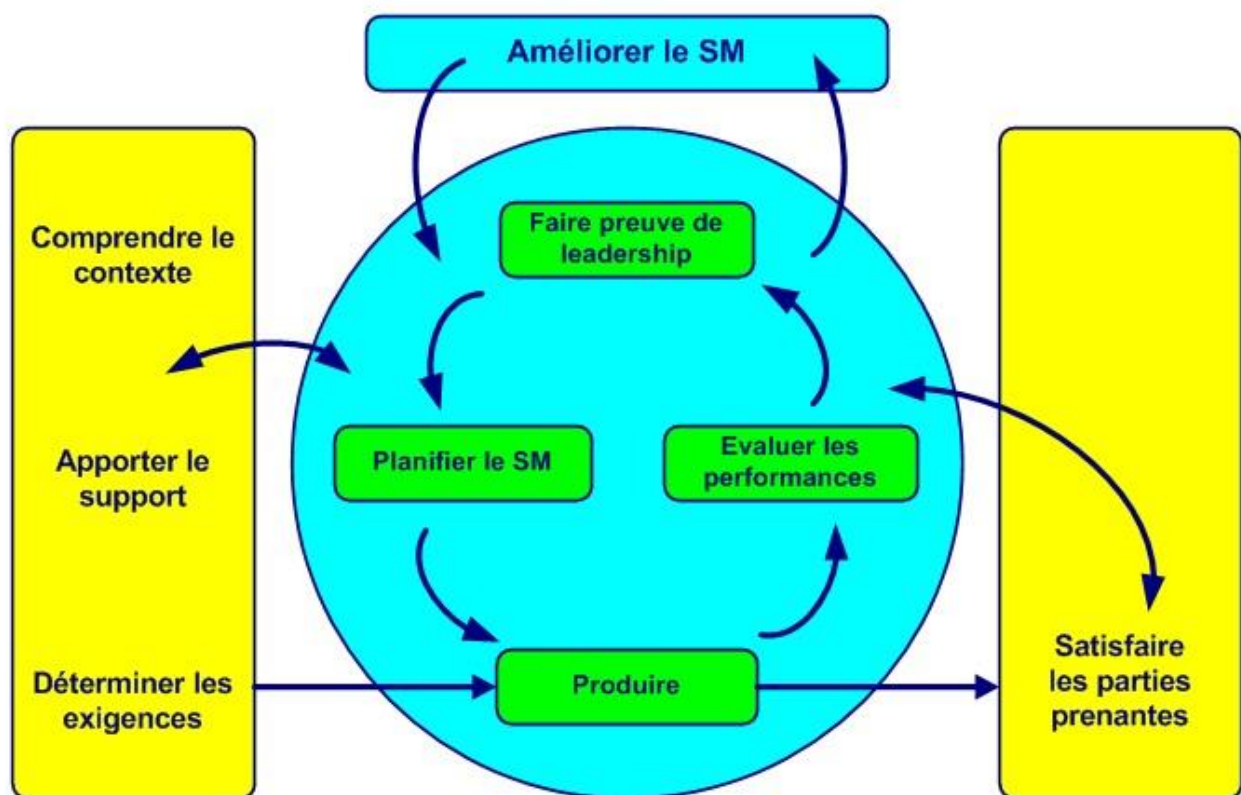 Améliorer le SM
Comprendre le
contexte
Apporter le
support
Déterminer les
exigences
Faire preuve de
leadership
Planifier le SM
Evaluer les
performances
Produire
Satisfaire
les parties
prenantes